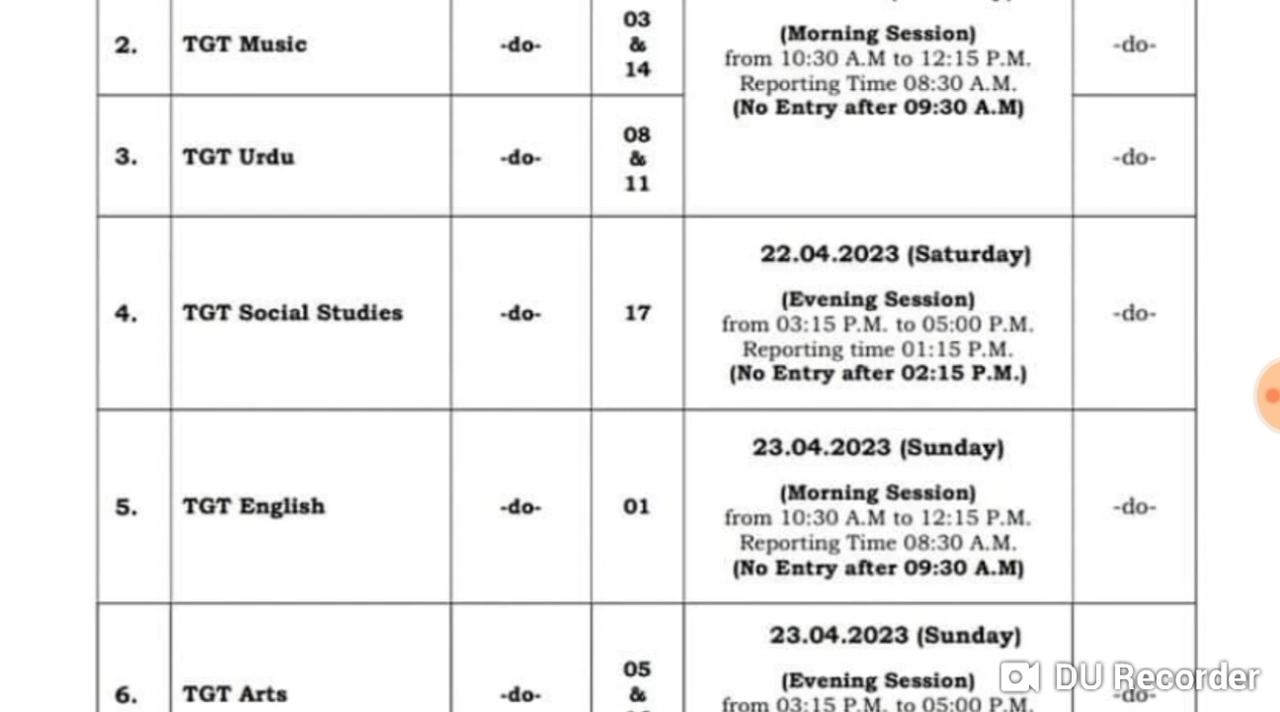 2.
TGT Music
-do-
03
&
14
(Morning Session)
from 10:30 A.M to 12:15 P.M.
Reporting Time 08:30 A.M.
(No Entry after 09:30 A.M)
-do-
3.
TGT Urdu
-do-
08
&
11
-do-
4.
TGT Social Studies
-do-
17
22.04.2023 (Saturday)
(Evening Session)
from 03:15 P.M. to 05:00 P.M.
Reporting time 01:15 P.M.
(No Entry after 02:15 P.M.)
-do-
5.
TGT English
-do-
01
23.04.2023 (Sunday)
(Morning Session)
from 10:30 A.M to 12:15 P.M.
Reporting Time 08:30 A.M.
(No Entry after 09:30 A.M)
-do-
6.
TGT Arts
-do-
05
&
23.04.2023 (Sunday)
(Evening Session)
from 03:15 P.M. to 05:00 P.M.
-do-
DU Recorder